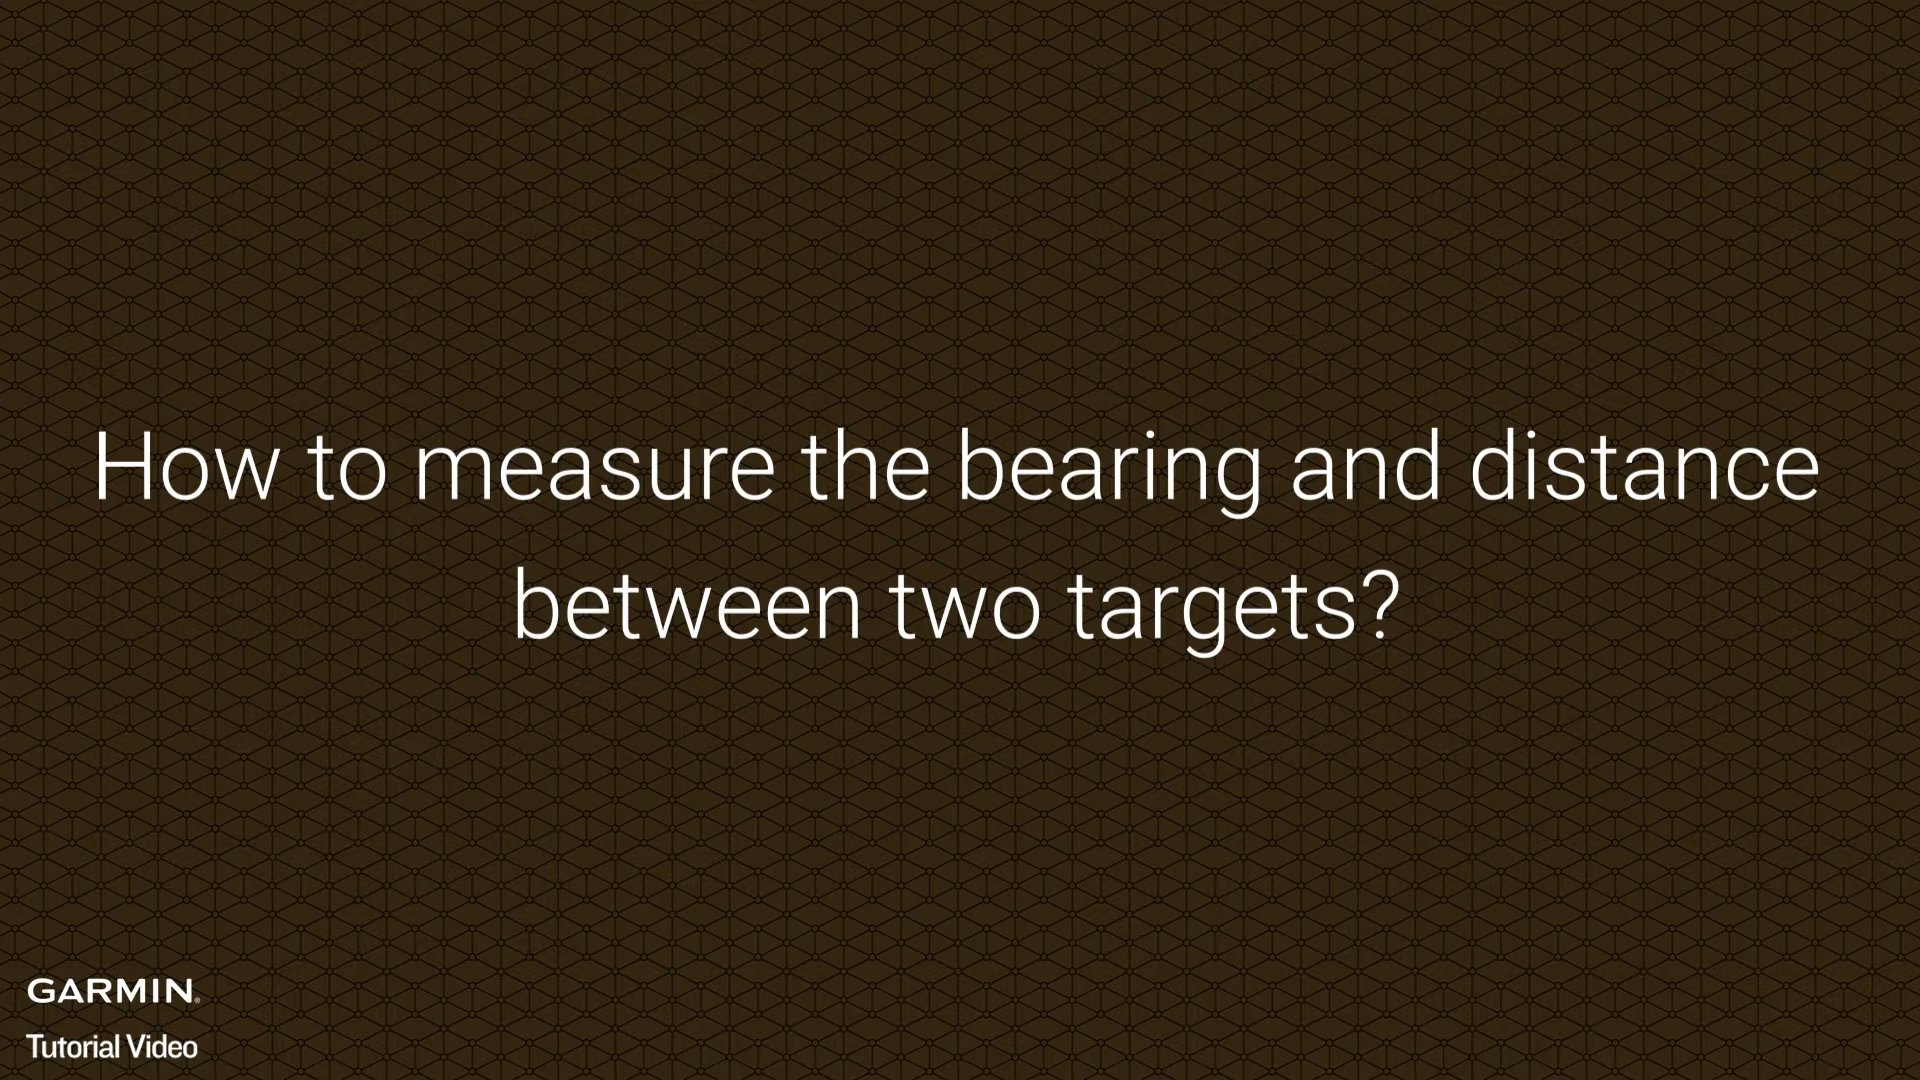 How to measure the bearing and distance
between two targets?
GARMIN®
Tutorial Video